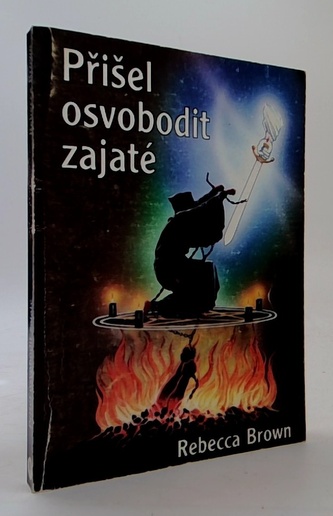 Přišel
osvobodit
zajaté
Rebecca Brown